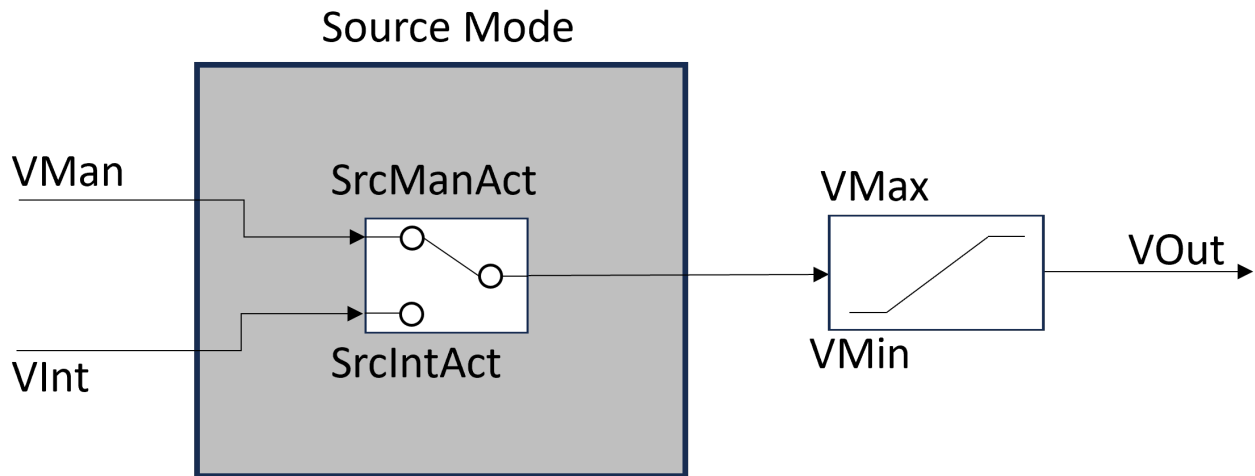 Source Mode
VMan
SrcManAct
VMax
VOut
VInt
SrcIntAct
VMin